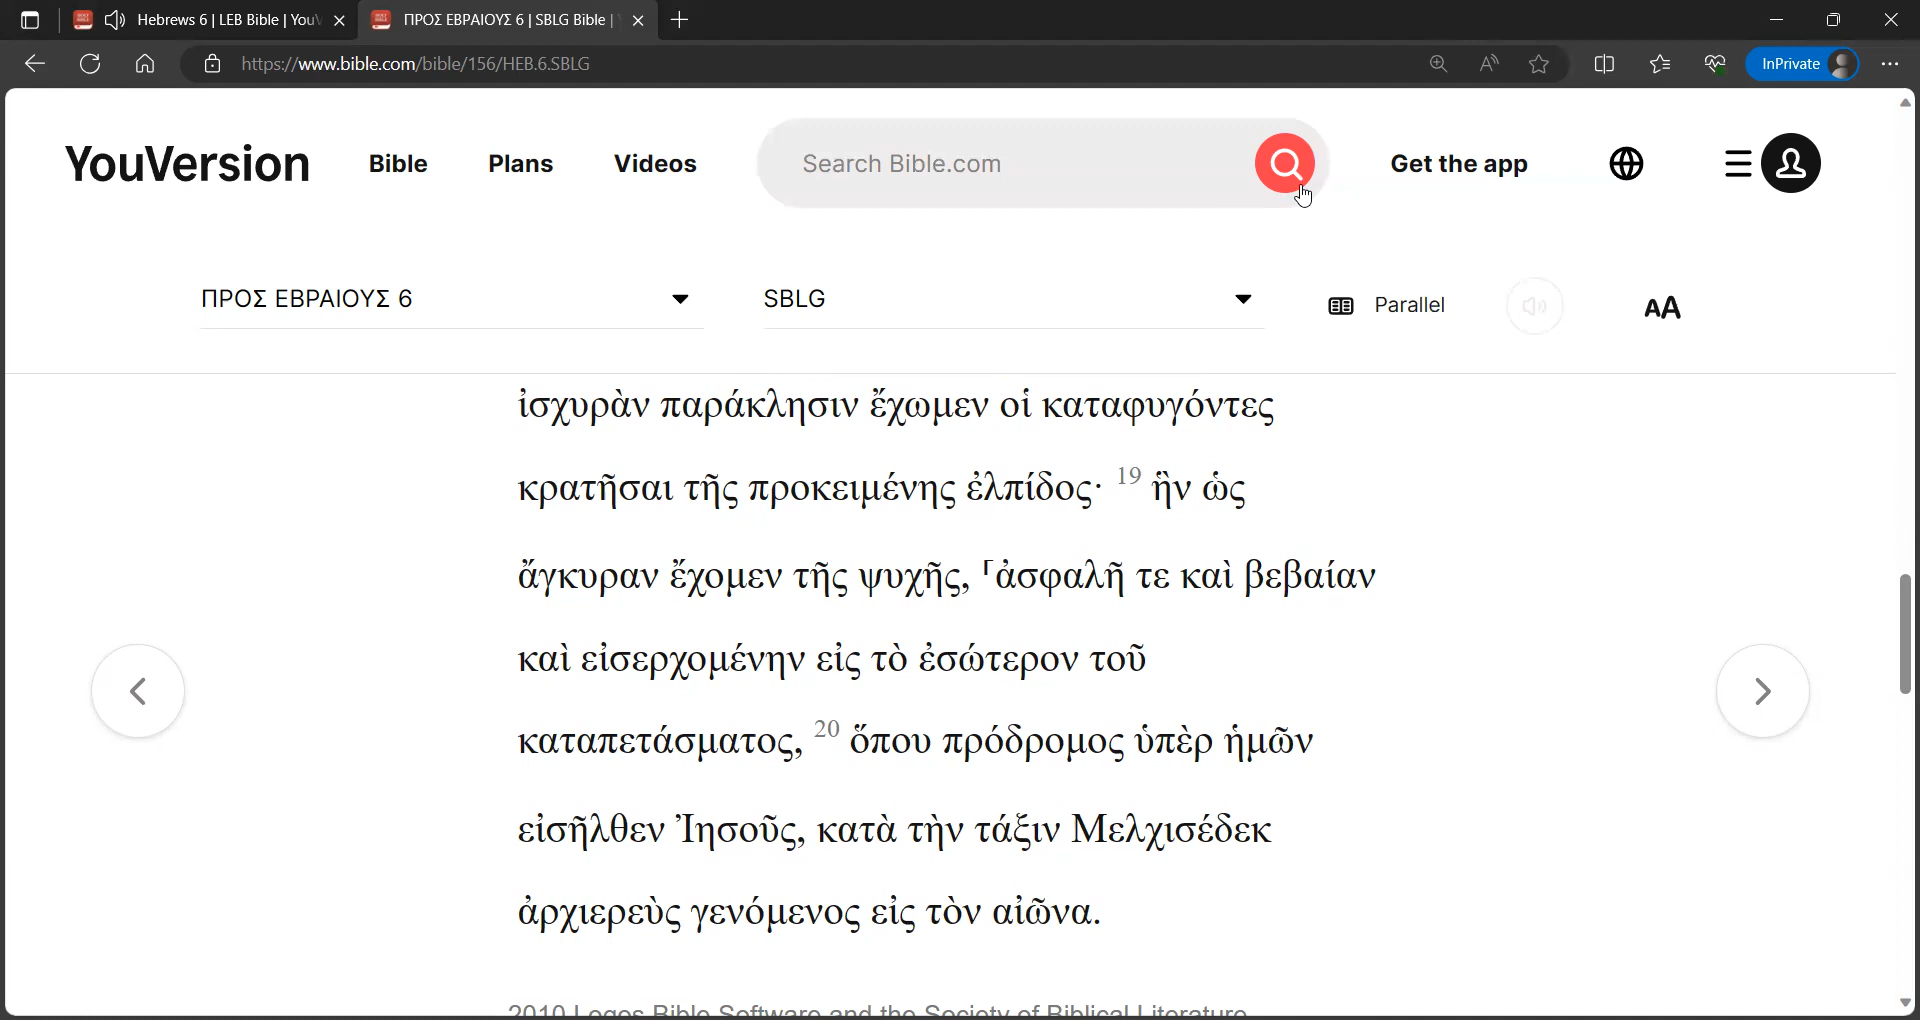 Hebrews 6 | LEB Bible | YouV
ΠΡΟΣ ΕΒΡΑΙΟΥΣ 6 | SBLG Bible |
https://www.bible.com/bible/156/HEB.6.SBLG
InPrivate
YouVersion
Bible
Plans
Videos
Search Bible.com
Get the app
ΠΡΟΣ ΕΒΡΑΙΟΥΣ 6
SBLG
Parallel
AA
ἰσχυρὰν παράκλησιν ἔχωμεν οἱ καταφυγόντες
κρατῆσαι τῆς προκειμένης ἐλπίδος· 19 ἣν ὡς
ἄγκυραν ἔχομεν τῆς ψυχῆς, ⸀ἀσφαλῆ τε καὶ βεβαίαν
καὶ εἰσερχομένην εἰς τὸ ἐσώτερον τοῦ
καταπετάσματος, 20 ὅπου πρόδρομος ὑπὲρ ἡμῶν
εἰσῆλθεν Ἰησοῦς, κατὰ τὴν τάξιν Μελχισέδεκ
ἀρχιερεὺς γενόμενος εἰς τὸν αἰῶνα.
2010 Logos Bible Software and the Society of Biblical Literature